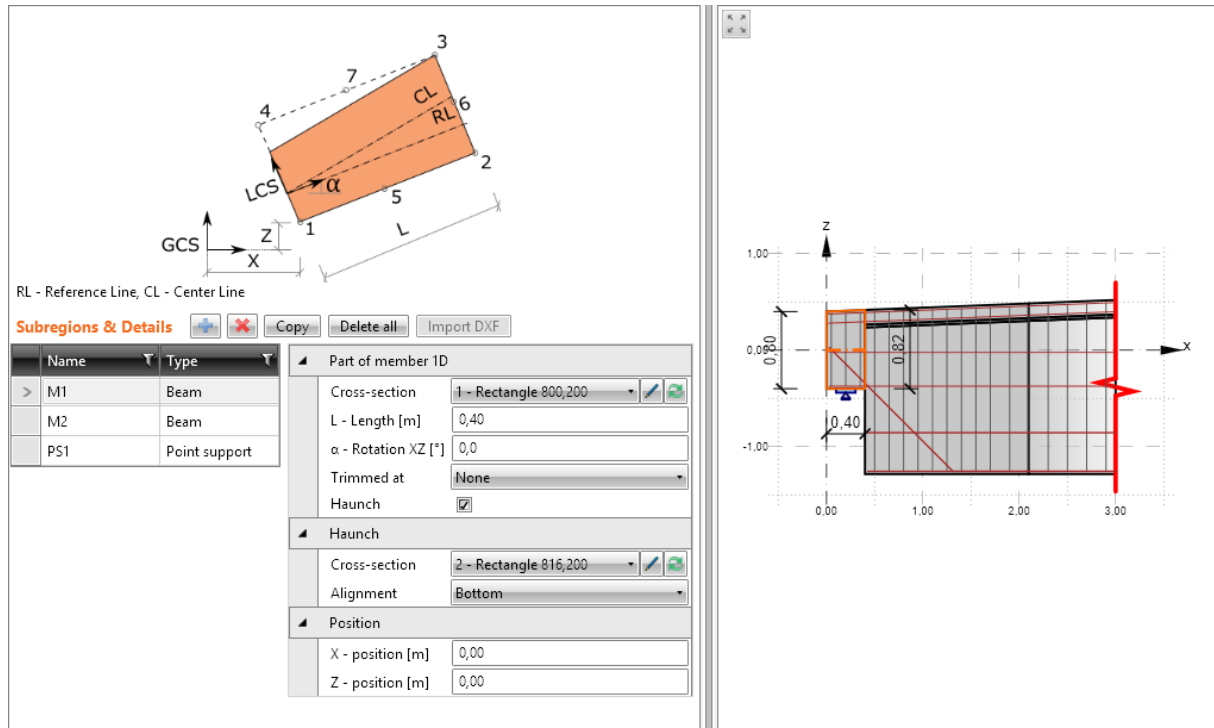 3
7
4
CL
6
RL
LCS
α
2
5
1
L
GCS
Z
X
RL - Reference Line, CL - Center Line
Subregions & Details
Copy
Delete all
Import DXF
Name
Type
M1
Beam
M2
Beam
PS1
Point support
Part of member 1D
Cross-section
1 - Rectangle 800,200
L - Length [m]
0,40
α - Rotation XZ [°]
0,0
Trimmed at
None
Haunch
Haunch
Cross-section
2 - Rectangle 816,200
Alignment
Bottom
Position
X - position [m]
0,00
Z - position [m]
0,00
z
1,00
0,80
0,82
x
0,40
-1,00
0,00
1,00
2,00
3,00